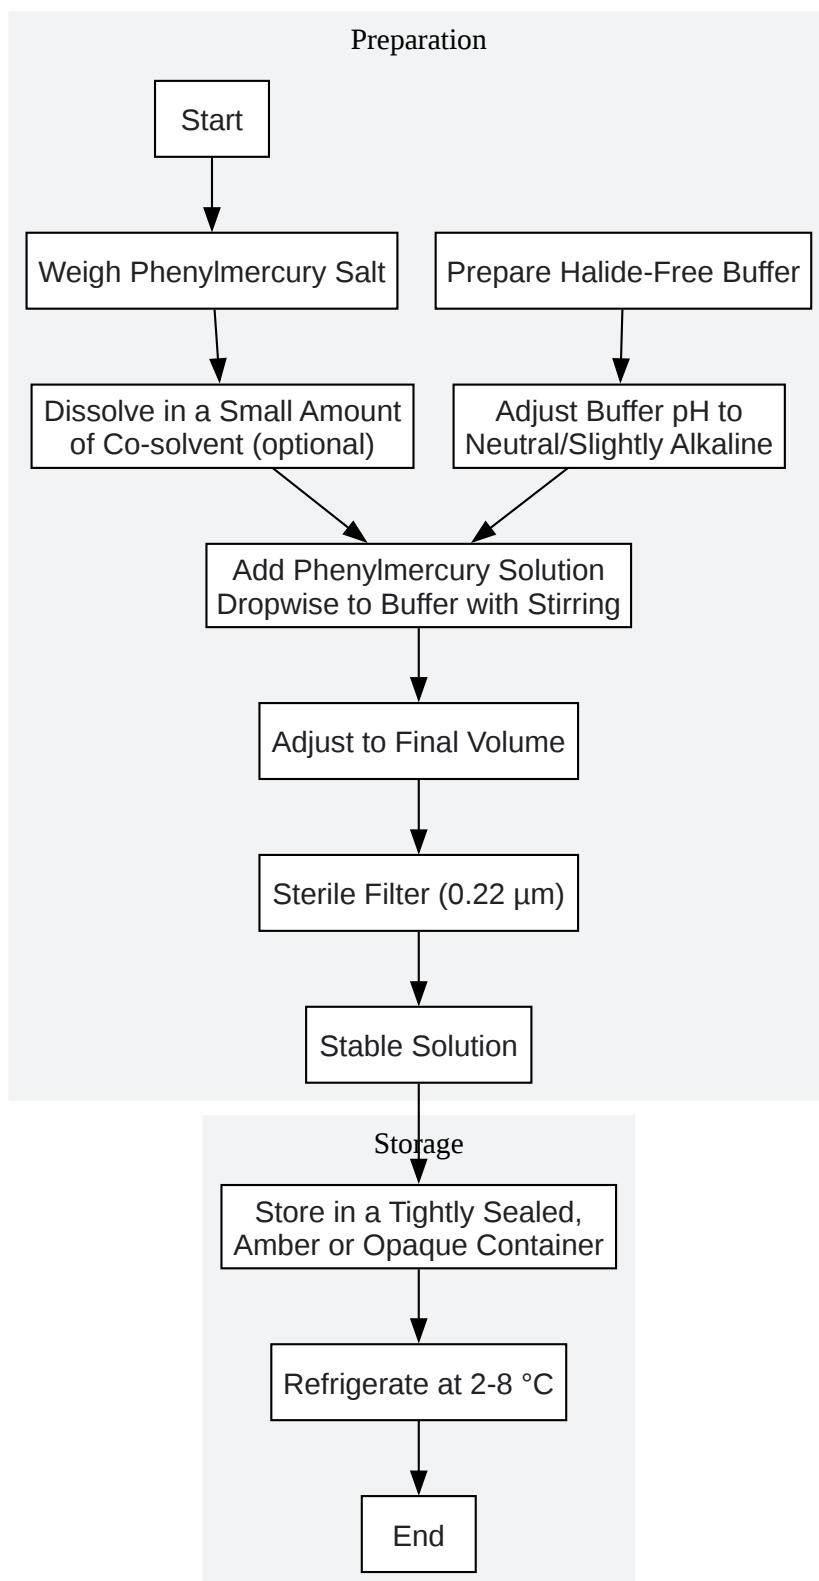 Preparation
Start
Weigh Phenylmercury Salt
Prepare Halide-Free Buffer
Dissolve in a Small Amount
of Co-solvent (optional)
Adjust Buffer pH to
Neutral/Slightly Alkaline
Add Phenylmercury Solution
Dropwise to Buffer with Stirring
Adjust to Final Volume
Sterile Filter (0.22 µm)
Stable Solution
Storage
Store in a Tightly Sealed,
Amber or Opaque Container
Refrigerate at 2-8 °C
End